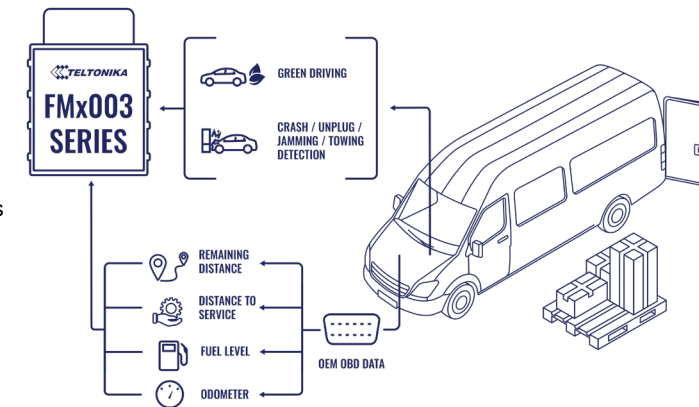 TELTONIKA
FMx003
SERIES
GREEN DRIVING
CRASH / UNPLUG /
JAMMING / TOWING
DETECTION
REMAINING
DISTANCE
DISTANCE TO
SERVICE
FUEL LEVEL
ODOMETER
OEM OBD DATA